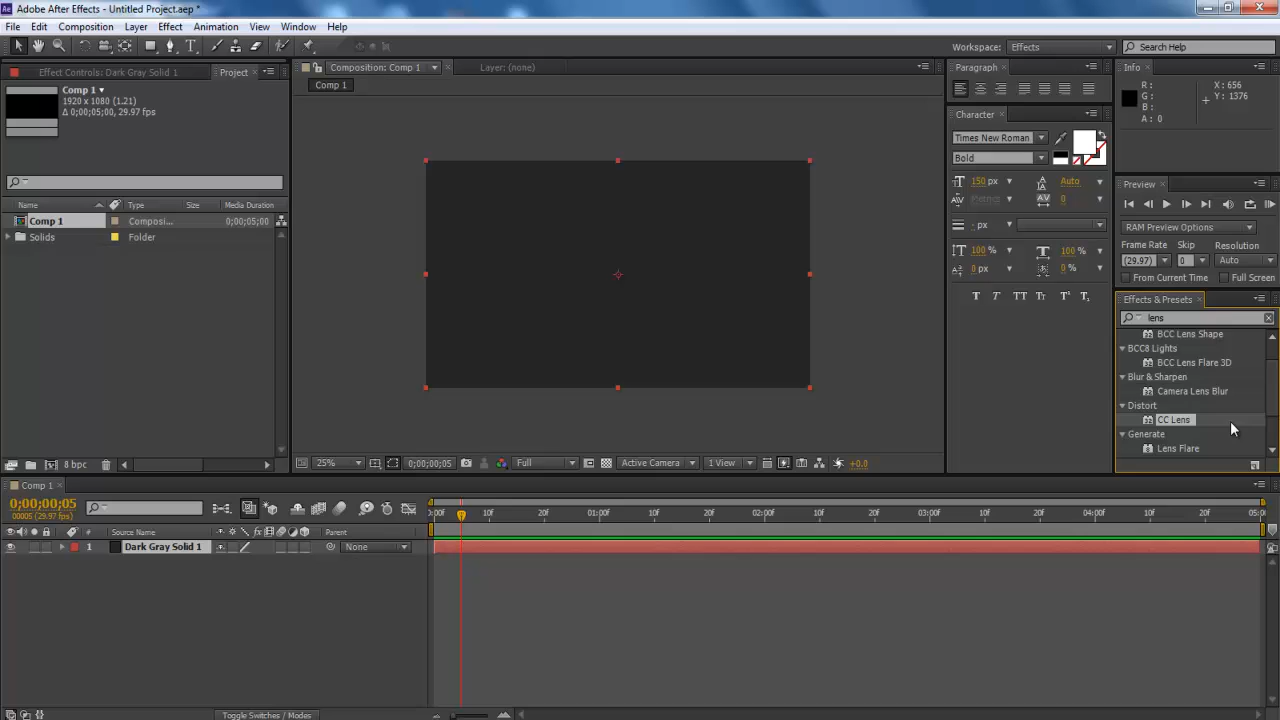 Adobe After Effects - Untitled Project.aep *
File Edit Composition Layer Effect Animation View Window Help
Workspace: Effects Search Help
Effect Controls: Dark Gray Solid 1 Project
Comp 1
1920 x 1080 (1.21)
Δ 0;00;05;00, 29.97 fps
Name Type Size Media Duration
Comp 1 Composi... 0;00;05;00
Solids Folder
8 bpc
Composition: Comp 1 Layer: (none)
Comp 1
25% 0;00;00;05 Full Active Camera 1 View +0.0
Paragraph
Character
Times New Roman
Bold
150 px Auto
0
- px
100 % 100 %
0 px 0 %
T T TT Tt T¹ T,
Info
R :
G :
B :
A : 0
X : 656
Y : 1376
Preview
RAM Preview Options
Frame Rate Skip Resolution
(29.97) 0 Auto
From Current Time Full Screen
Effects & Presets
lens
BCC Lens Shape
BCC8 Lights
BCC Lens Flare 3D
Blur & Sharpen
Camera Lens Blur
Distort
CC Lens
Generate
Lens Flare
Comp 1
0;00;00;05
00005 (29.97 fps)
0:00f 10f 20f 01:00f 10f 20f 02:00f 10f 20f 03:00f 10f 20f 04:00f 10f 20f 05:00
# Source Name fx Parent
1 Dark Gray Solid 1 None
Toggle Switches / Modes